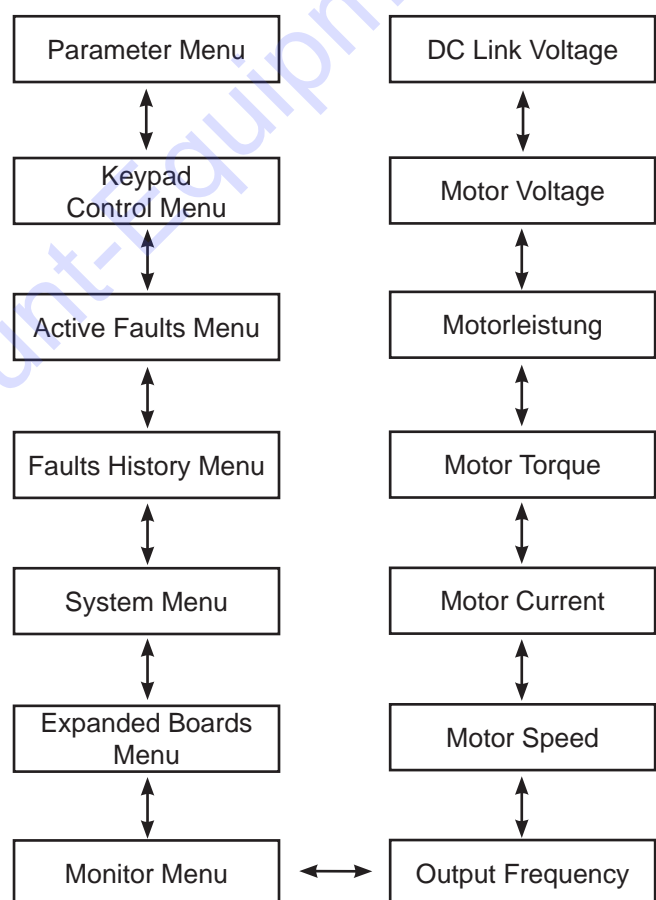 Parameter Menu
Keypad
Control Menu
Active Faults Menu
Faults History Menu
System Menu
Expanded Boards
Menu
Monitor Menu
DC Link Voltage
Motor Voltage
Motorleistung
Motor Torque
Motor Current
Motor Speed
Output Frequency